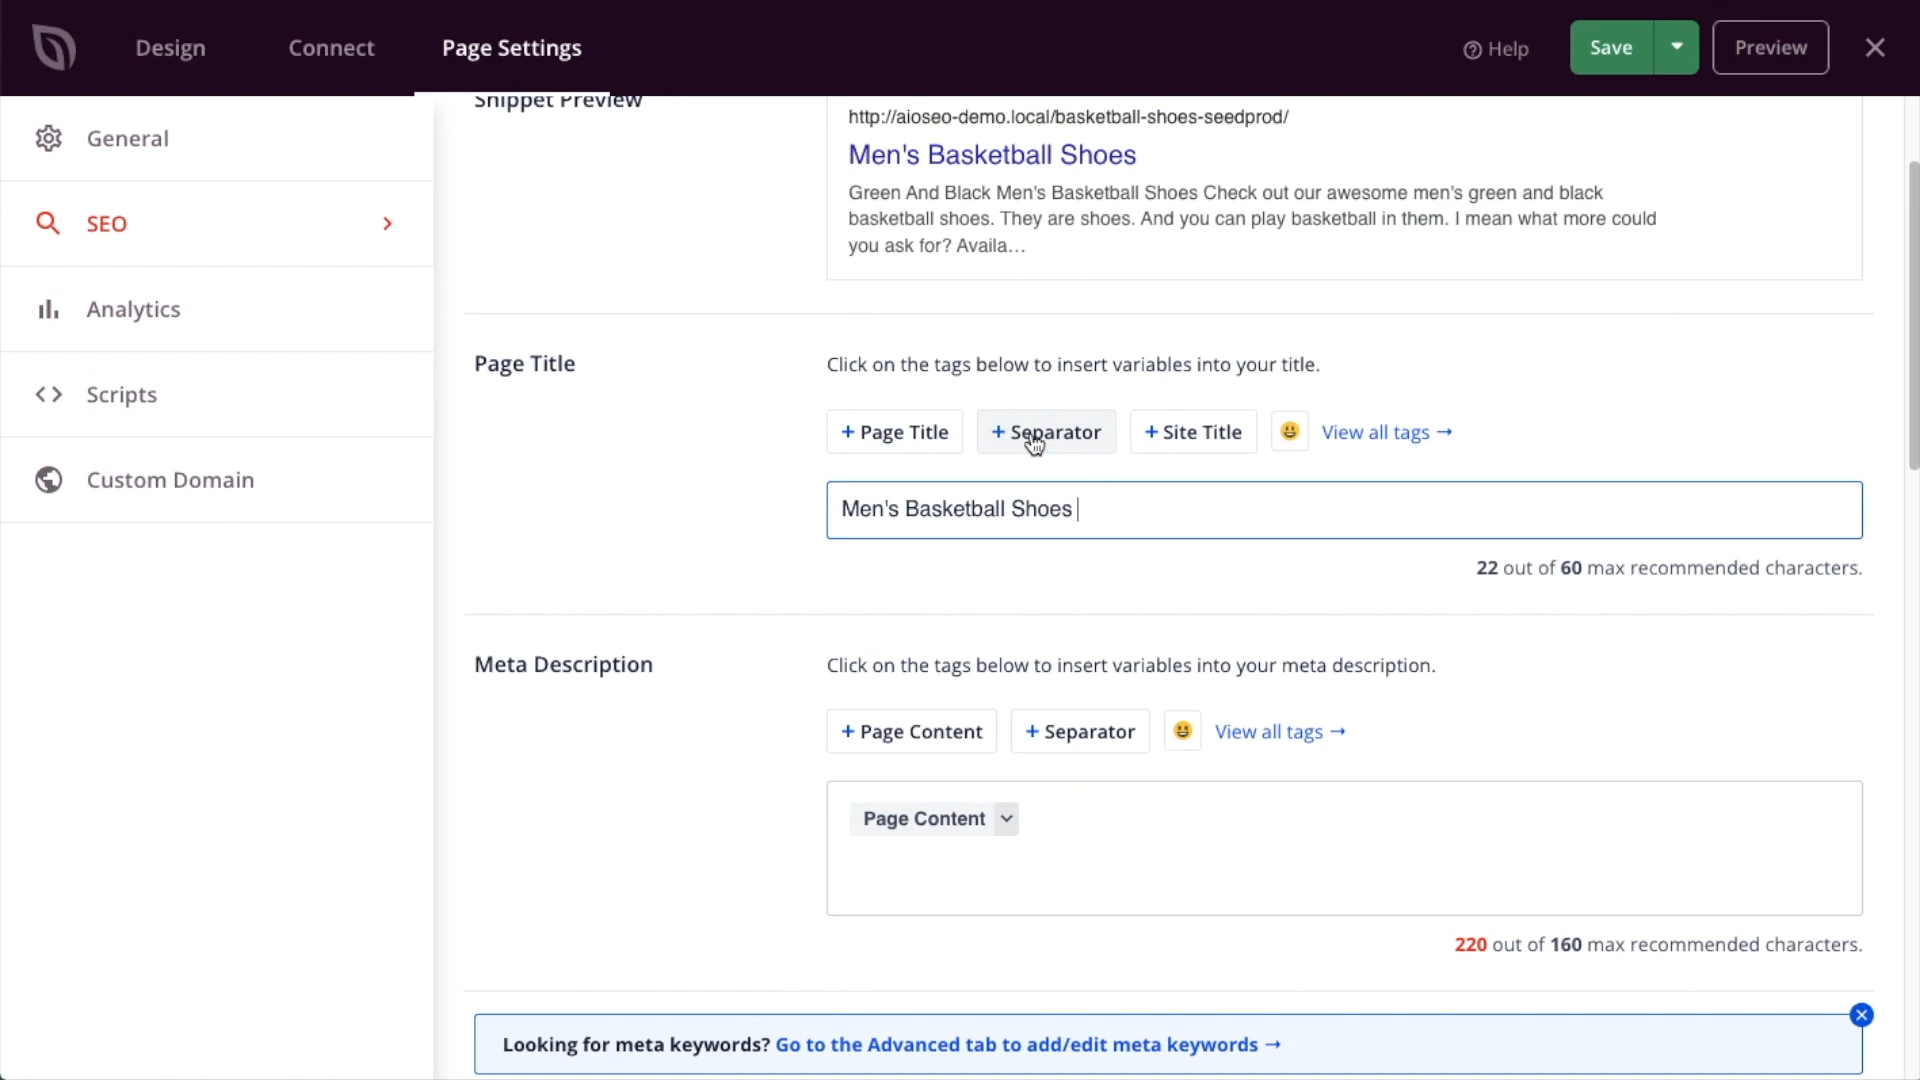 Design
Connect
Page Settings
Help
Save
Preview
General
SEO
Analytics
Scripts
Custom Domain
Snippet Preview
http://aioseo-demo.local/basketball-shoes-seedprod/
Men's Basketball Shoes
Green And Black Men's Basketball Shoes Check out our awesome men's green and black
basketball shoes. They are shoes. And you can play basketball in them. I mean what more could
you ask for? Availa...
Page Title
Click on the tags below to insert variables into your title.
+ Page Title
+ Separator
+ Site Title
View all tags →
Men's Basketball Shoes
22 out of 60 max recommended characters.
Meta Description
Click on the tags below to insert variables into your meta description.
+ Page Content
+ Separator
View all tags →
Page Content
220 out of 160 max recommended characters.
Looking for meta keywords? Go to the Advanced tab to add/edit meta keywords →